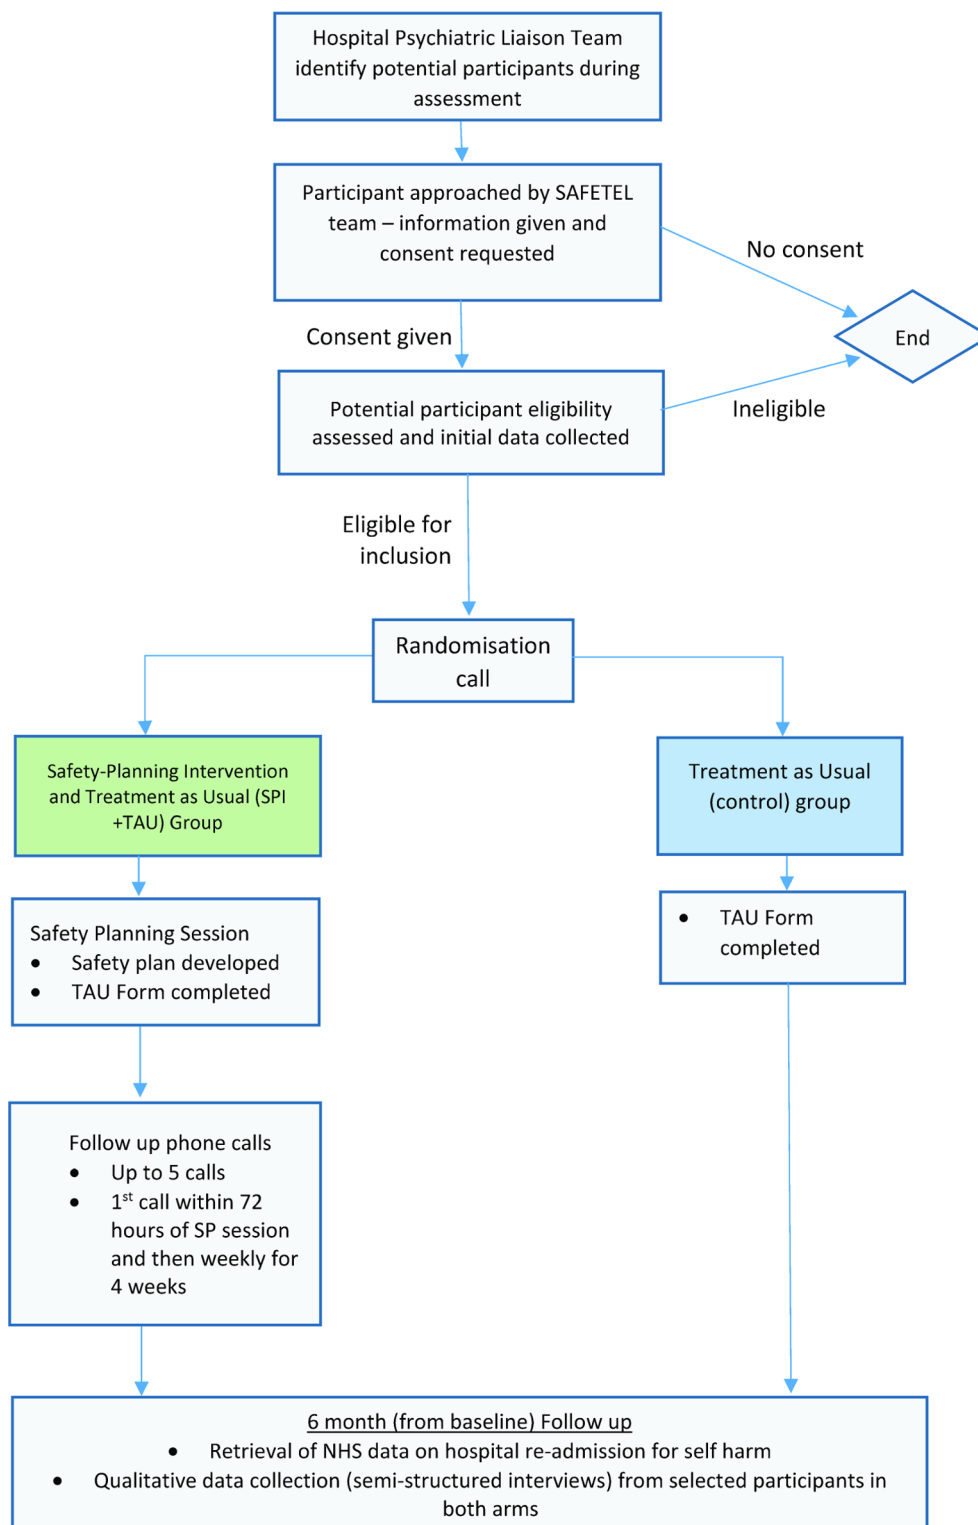 Hospital Psychiatric Liaison Team
identify potential participants during
assessment
Participant approached by SAFETEL
team – information given and
consent requested
No consent
End
Consent given
Potential participant eligibility
assessed and initial data collected
Ineligible
Eligible for
inclusion
Randomisation
call
Safety-Planning Intervention
and Treatment as Usual (SPI
+TAU) Group
Treatment as Usual
(control) group
Safety Planning Session
• Safety plan developed
• TAU Form completed
• TAU Form
completed
Follow up phone calls
• Up to 5 calls
• 1st call within 72
hours of SP session
and then weekly for
4 weeks
6 month (from baseline) Follow up
• Retrieval of NHS data on hospital re-admission for self harm
• Qualitative data collection (semi-structured interviews) from selected participants in
both arms